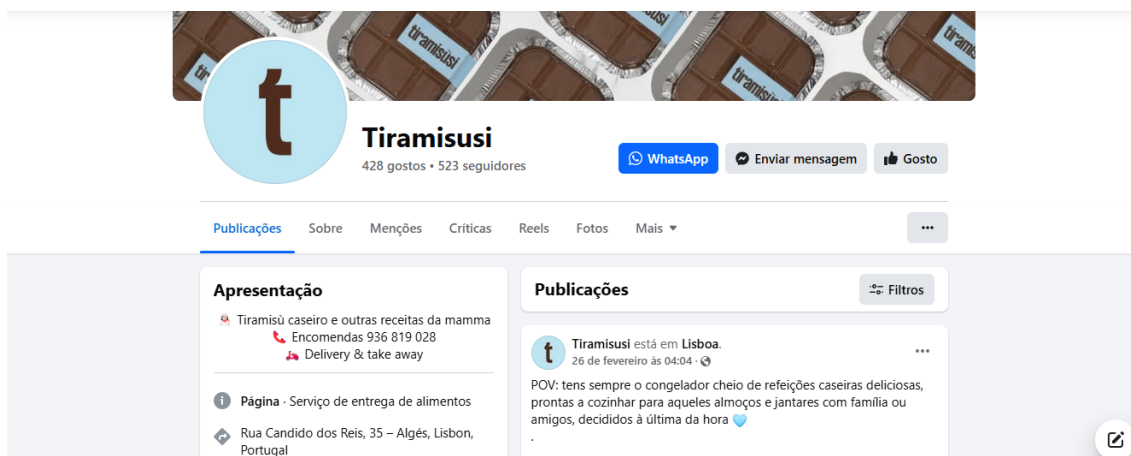 tiramisùsi
tiramisùsi
t
Tiramisusi
428 gostos • 523 seguidores
WhatsApp
Enviar mensagem
Gosto
Publicações
Sobre
Menções
Críticas
Reels
Fotos
Mais
Apresentação
Tiramisù caseiro e outras receitas da mamma
Encomendas 936 819 028
Delivery & take away
Página · Serviço de entrega de alimentos
Rua Candido dos Reis, 35 – Algés, Lisbon,
Portugal
Publicações
Filtros
t
Tiramisusi está em Lisboa.
26 de fevereiro às 04:04 ·
POV: tens sempre o congelador cheio de refeições caseiras deliciosas,
prontas a cozinhar para aqueles almoços e jantares com família ou
amigos, decididos à última da hora 🩵
.